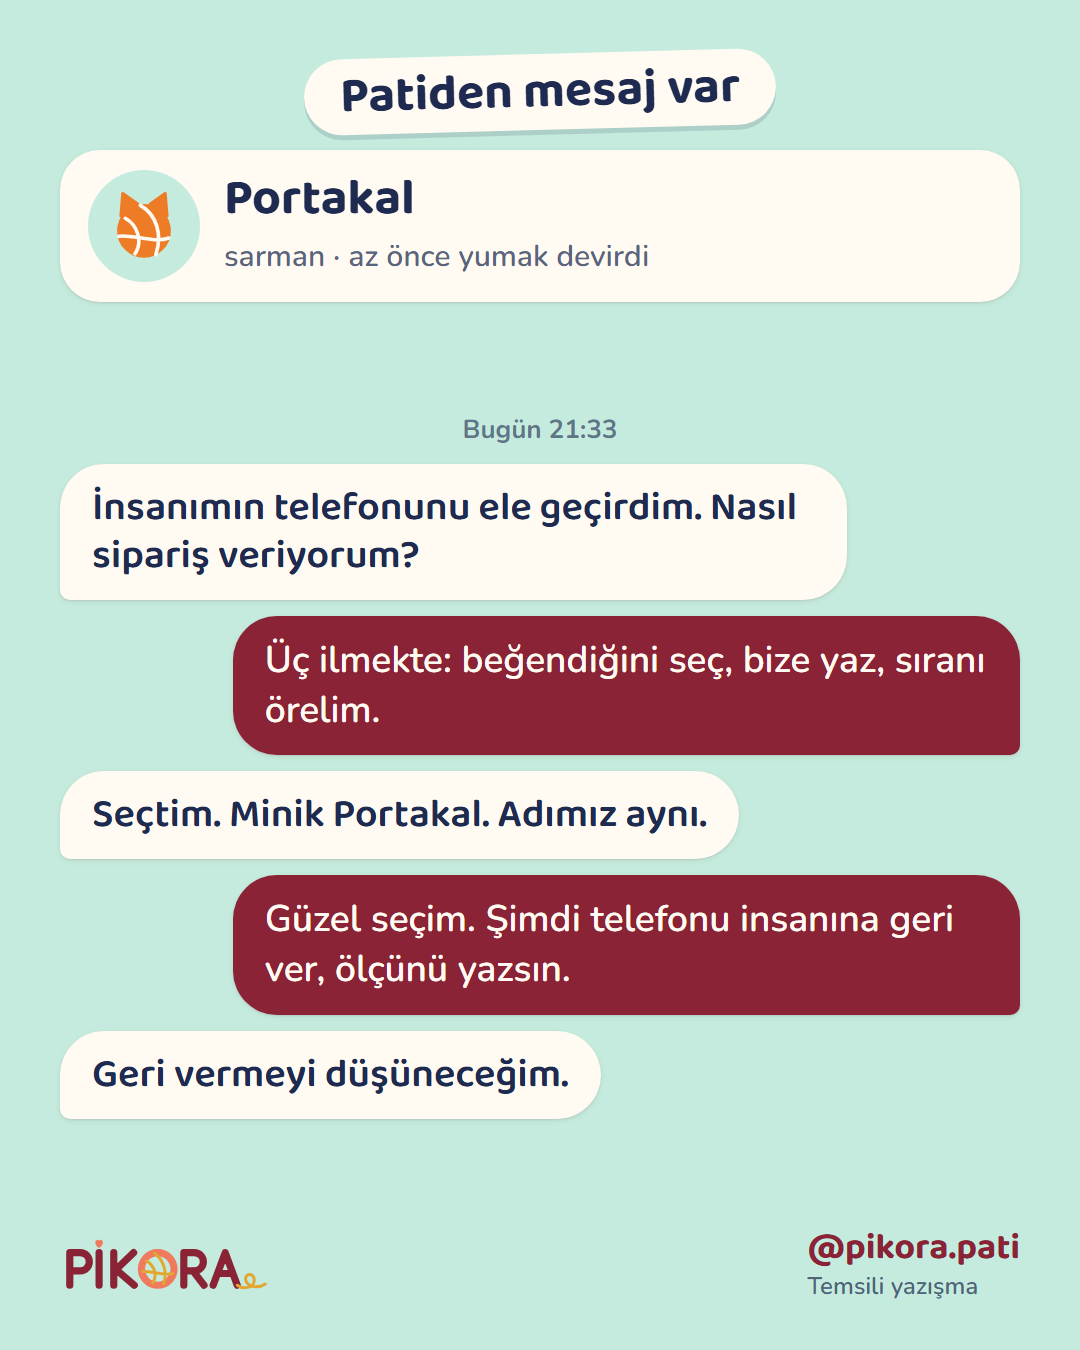 Patiden mesaj var
Portakal
sarman · az önce yumak devirdi
Bugün 21:33
İnsanımın telefonunu ele geçirdim. Nasıl
sipariş veriyorum?
Üç ilmekte: beğendiğini seç, bize yaz, sıranı
örelim.
Seçtim. Minik Portakal. Adımız aynı.
Güzel seçim. Şimdi telefonu insanına geri
ver, ölçünü yazsın.
Geri vermeyi düşüneceğim.
PİKORA
@pikora.pati
Temsili yazışma